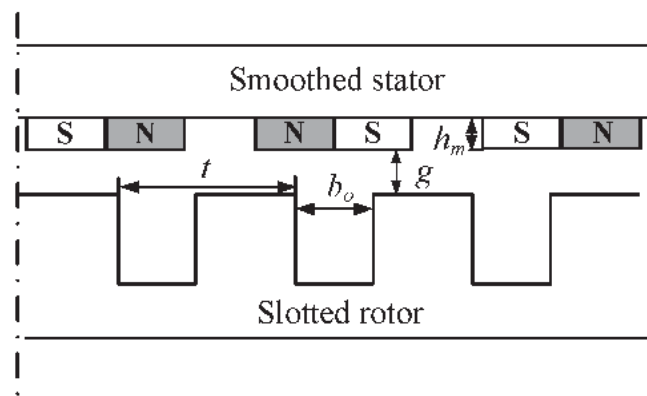 Smoothed stator
S N N S S N
h_m
t b_o g
Slotted rotor